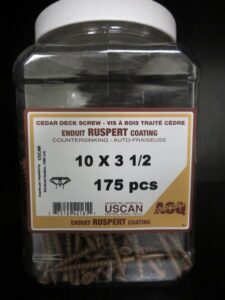 CEDAR DECK SCREW - VIS À BOIS TRAITÉ CÈDRE
ENDUIT RUSPERT COATING
COUNTERSINKING - AUTO-FRAISEUSE
10 X 3 1/2
175 pcs
USCAN
ACQ
ENDUIT RUSPERT COATING